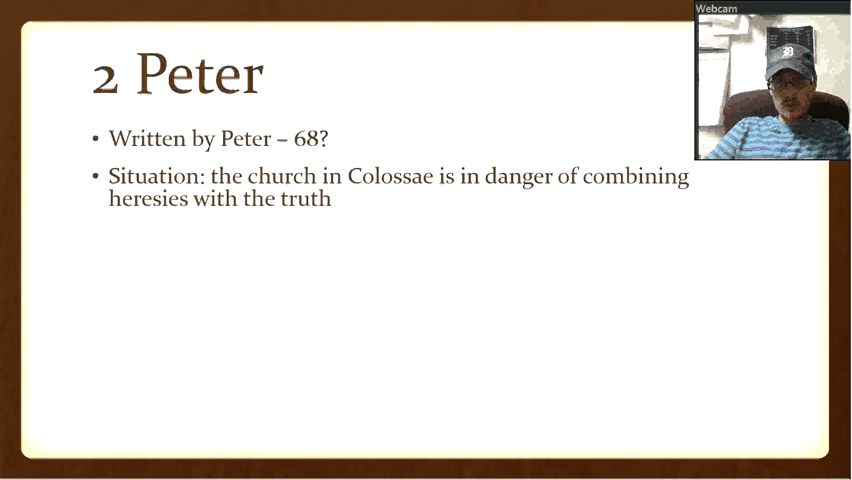 Webcam
2 Peter
• Written by Peter – 68?
• Situation: the church in Colossae is in danger of combining
heresies with the truth